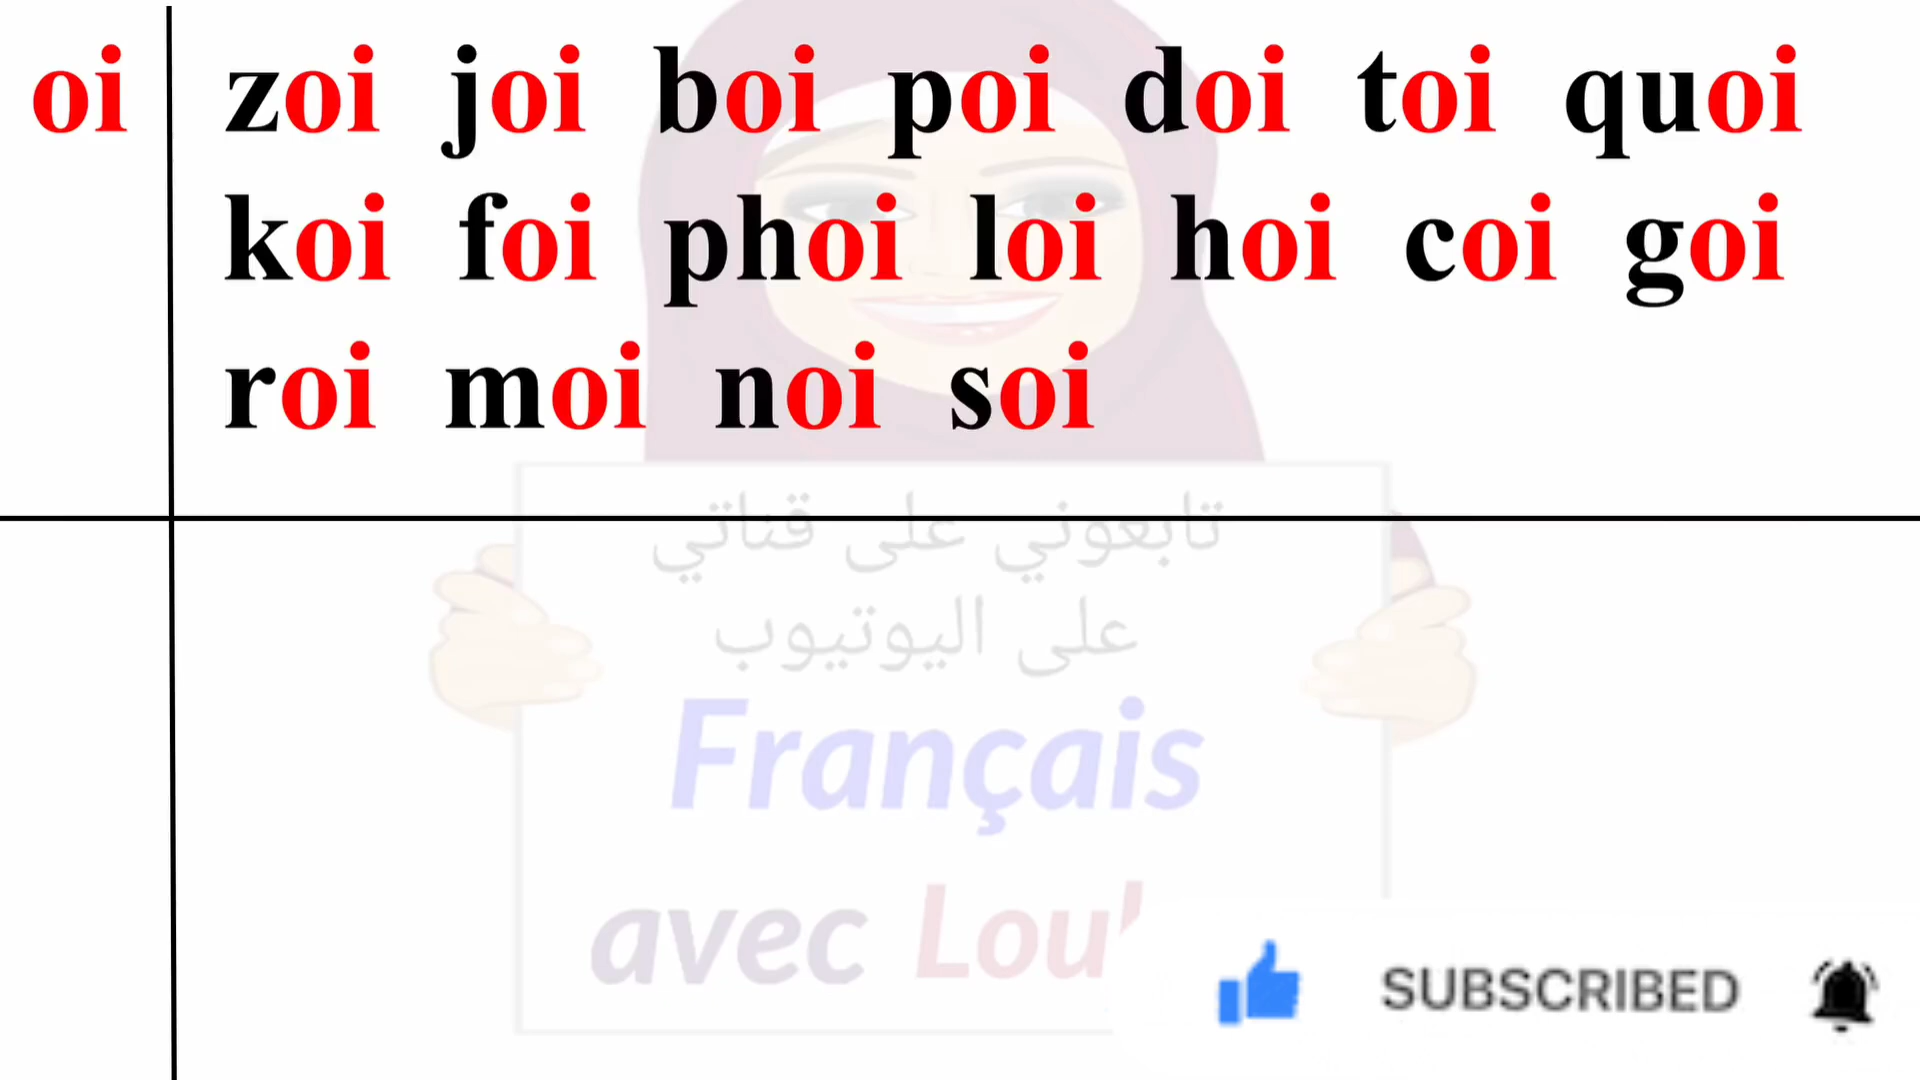 oi zoi joi boi poi doi toi quoi
koi foi phoi loi hoi coi goi
roi moi noi soi
تابعوني على قناتي
على اليوتيوب
Français
avec
SUBSCRIBED